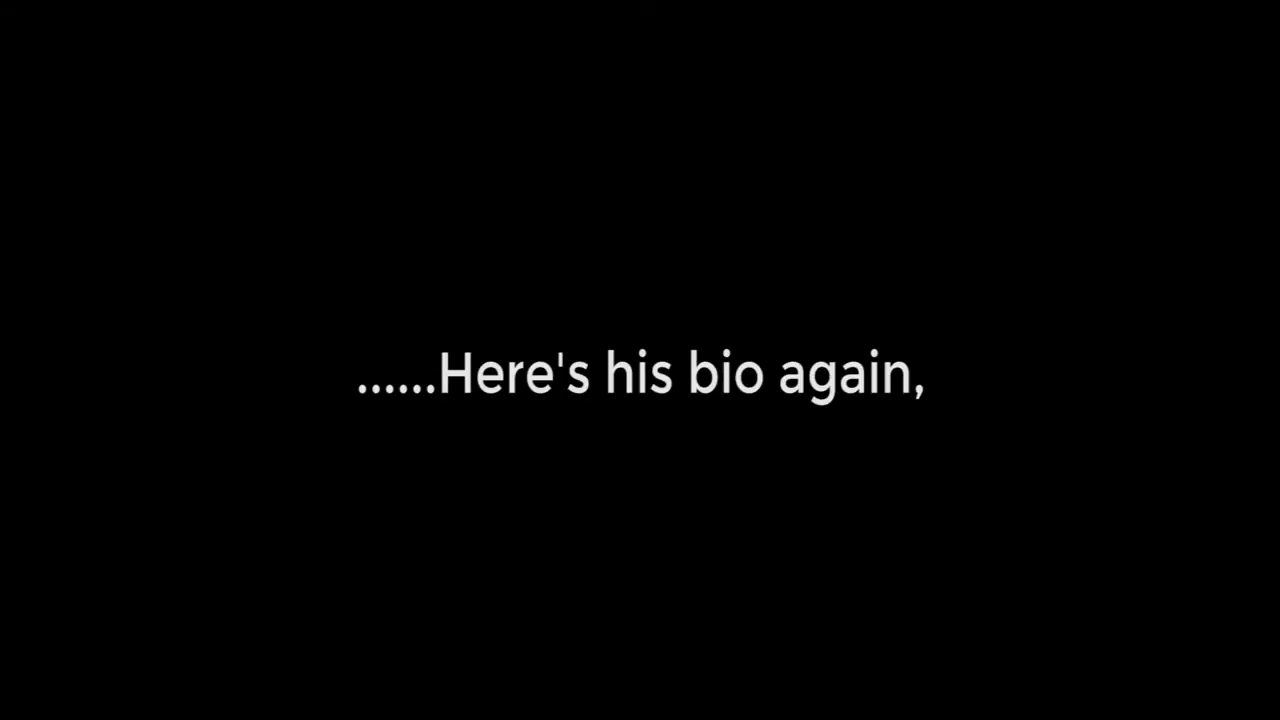 ......Here's his bio again,